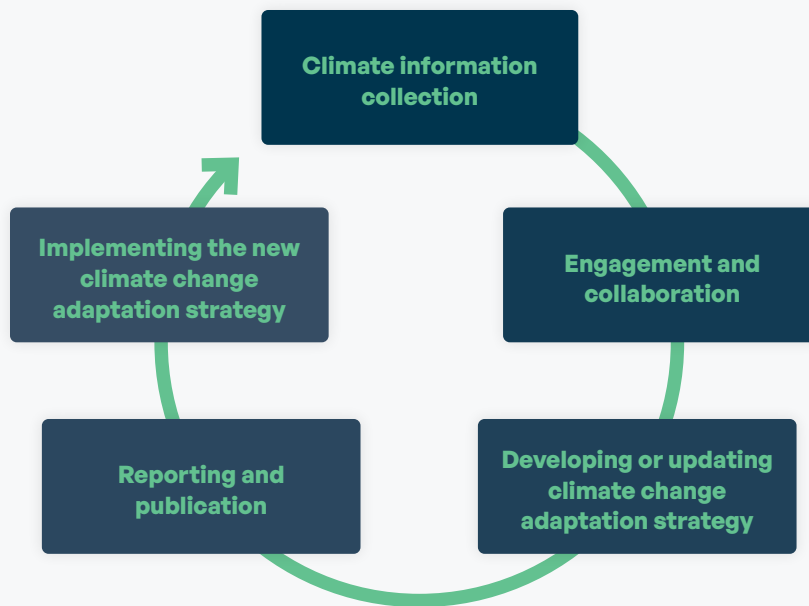 Climate information
collection
Engagement and
collaboration
Developing or updating
climate change
adaptation strategy
Reporting and
publication
Implementing the new
climate change
adaptation strategy